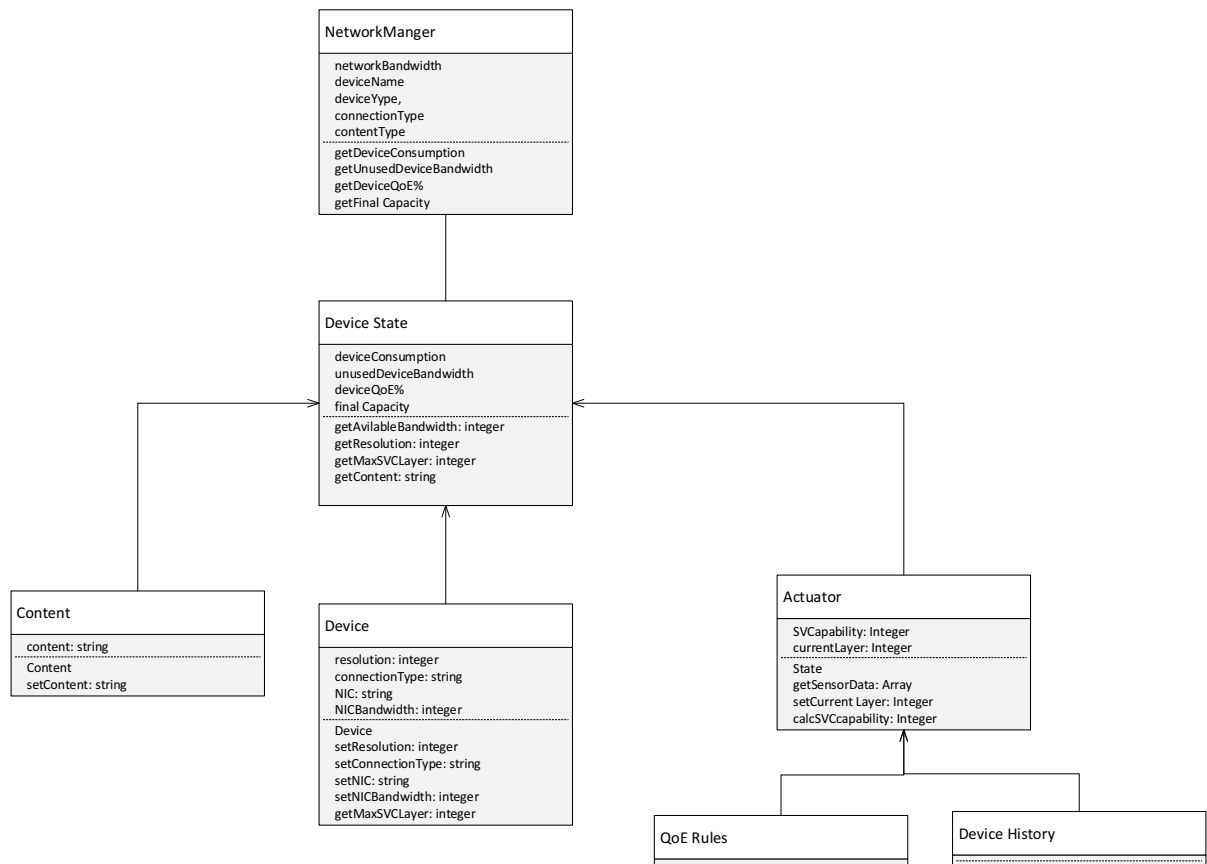 NetworkManger
networkBandwidth
deviceName
deviceYype,
connectionType
contentType
getDeviceConsumption
getUnusedDeviceBandwidth
getDeviceQoE%
getFinal Capacity
Device State
deviceConsumption
unusedDeviceBandwidth
deviceQoE%
final Capacity
getAvilableBandwidth: integer
getResolution: integer
getMaxSVCLayer: integer
getContent: string
Content
content: string
Content
setContent: string
Device
resolution: integer
connectionType: string
NIC: string
NICBandwidth: integer
Device
setResolution: integer
setConnectionType: string
setNIC: string
setNICBandwidth: integer
getMaxSVCLayer: integer
Actuator
SVCapability: Integer
currentLayer: Integer
State
getSensorData: Array
setCurrent Layer: Integer
calcSVCcapability: Integer
QoE Rules
Device History